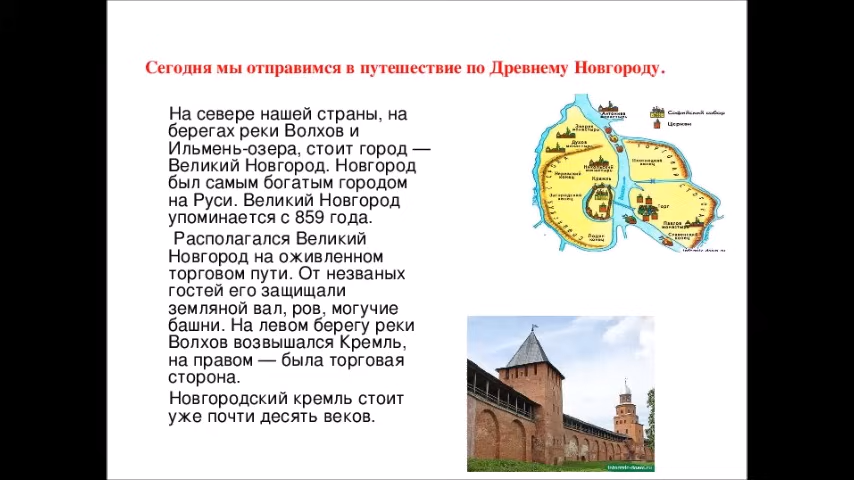 Сегодня мы отправимся в путешествие по Древнему Новгороду.
На севере нашей страны, на
берегах реки Волхов и
Ильмень-озера, стоит город —
Великий Новгород. Новгород
был самым богатым городом
на Руси. Великий Новгород
упоминается с 859 года.
Располагался Великий
Новгород на оживленном
торговом пути. От незваных
гостей его защищали
земляной вал, ров, могучие
башни. На левом берегу реки
Волхов возвышался Кремль,
на правом — была торговая
сторона.
Новгородский кремль стоит
уже почти десять веков.
Софийский собор
Церкви
Кремль
Торг